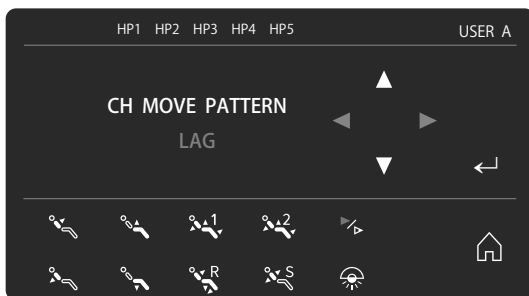 HP1 HP2 HP3 HP4 HP5 USER A
CH MOVE PATTERN
LAG
1 2
R S